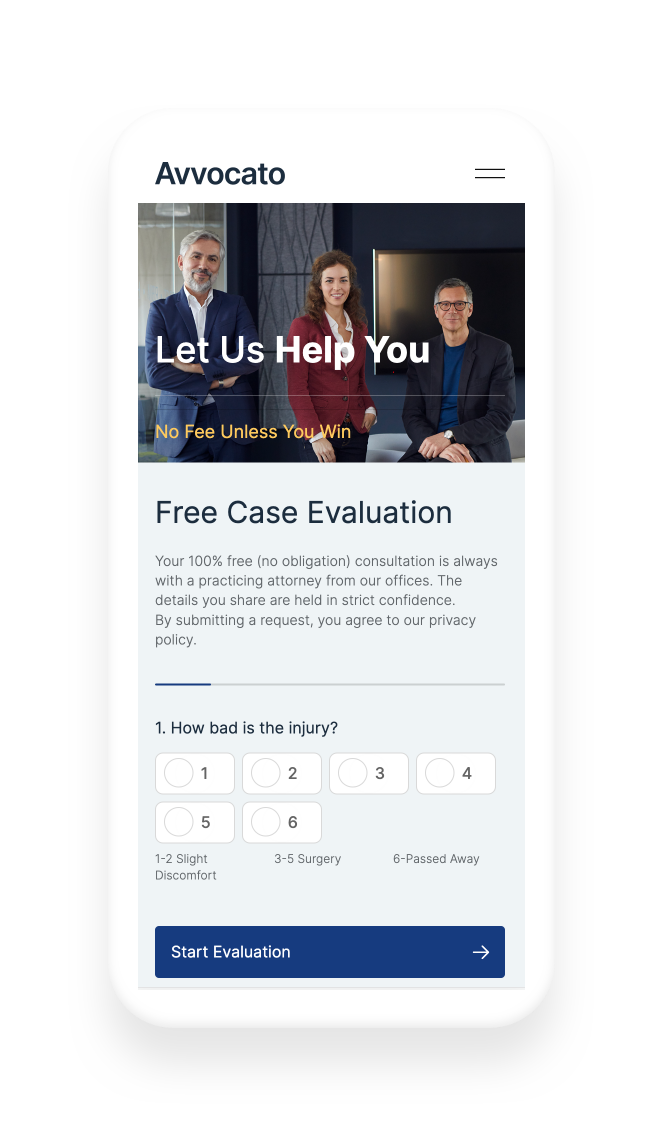 Avvocato
Let Us Help You
No Fee Unless You Win
Free Case Evaluation
Your 100% free (no obligation) consultation is always
with a practicing attorney from our offices. The
details you share are held in strict confidence.
By submitting a request, you agree to our privacy
policy.
1. How bad is the injury?
1 2 3 4
5 6
1-2 Slight 3-5 Surgery 6-Passed Away
Discomfort
Start Evaluation